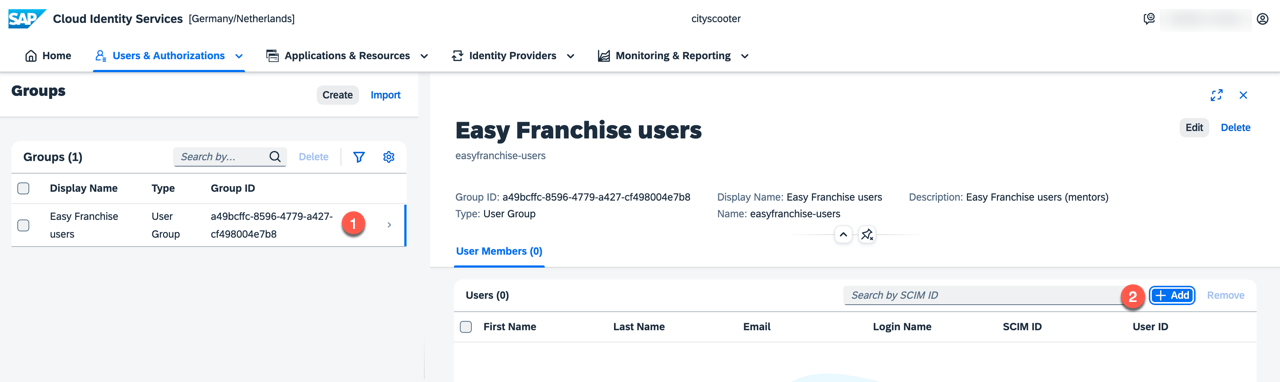 SAP Cloud Identity Services [Germany/Netherlands] cityscooter
Home Users & Authorizations Applications & Resources Identity Providers Monitoring & Reporting
Groups Create Import
Groups (1) Search by... Delete
Display Name Type Group ID
Easy Franchise User a49bcffc-8596-4779-a427- 1
users Group cf498004e7b8
Easy Franchise users Edit Delete
easyfranchise-users
Group ID: a49bcffc-8596-4779-a427-cf498004e7b8 Display Name: Easy Franchise users Description: Easy Franchise users (mentors)
Type: User Group Name: easyfranchise-users
User Members (0)
Users (0) Search by SCIM ID 2 + Add Remove
First Name Last Name Email Login Name SCIM ID User ID